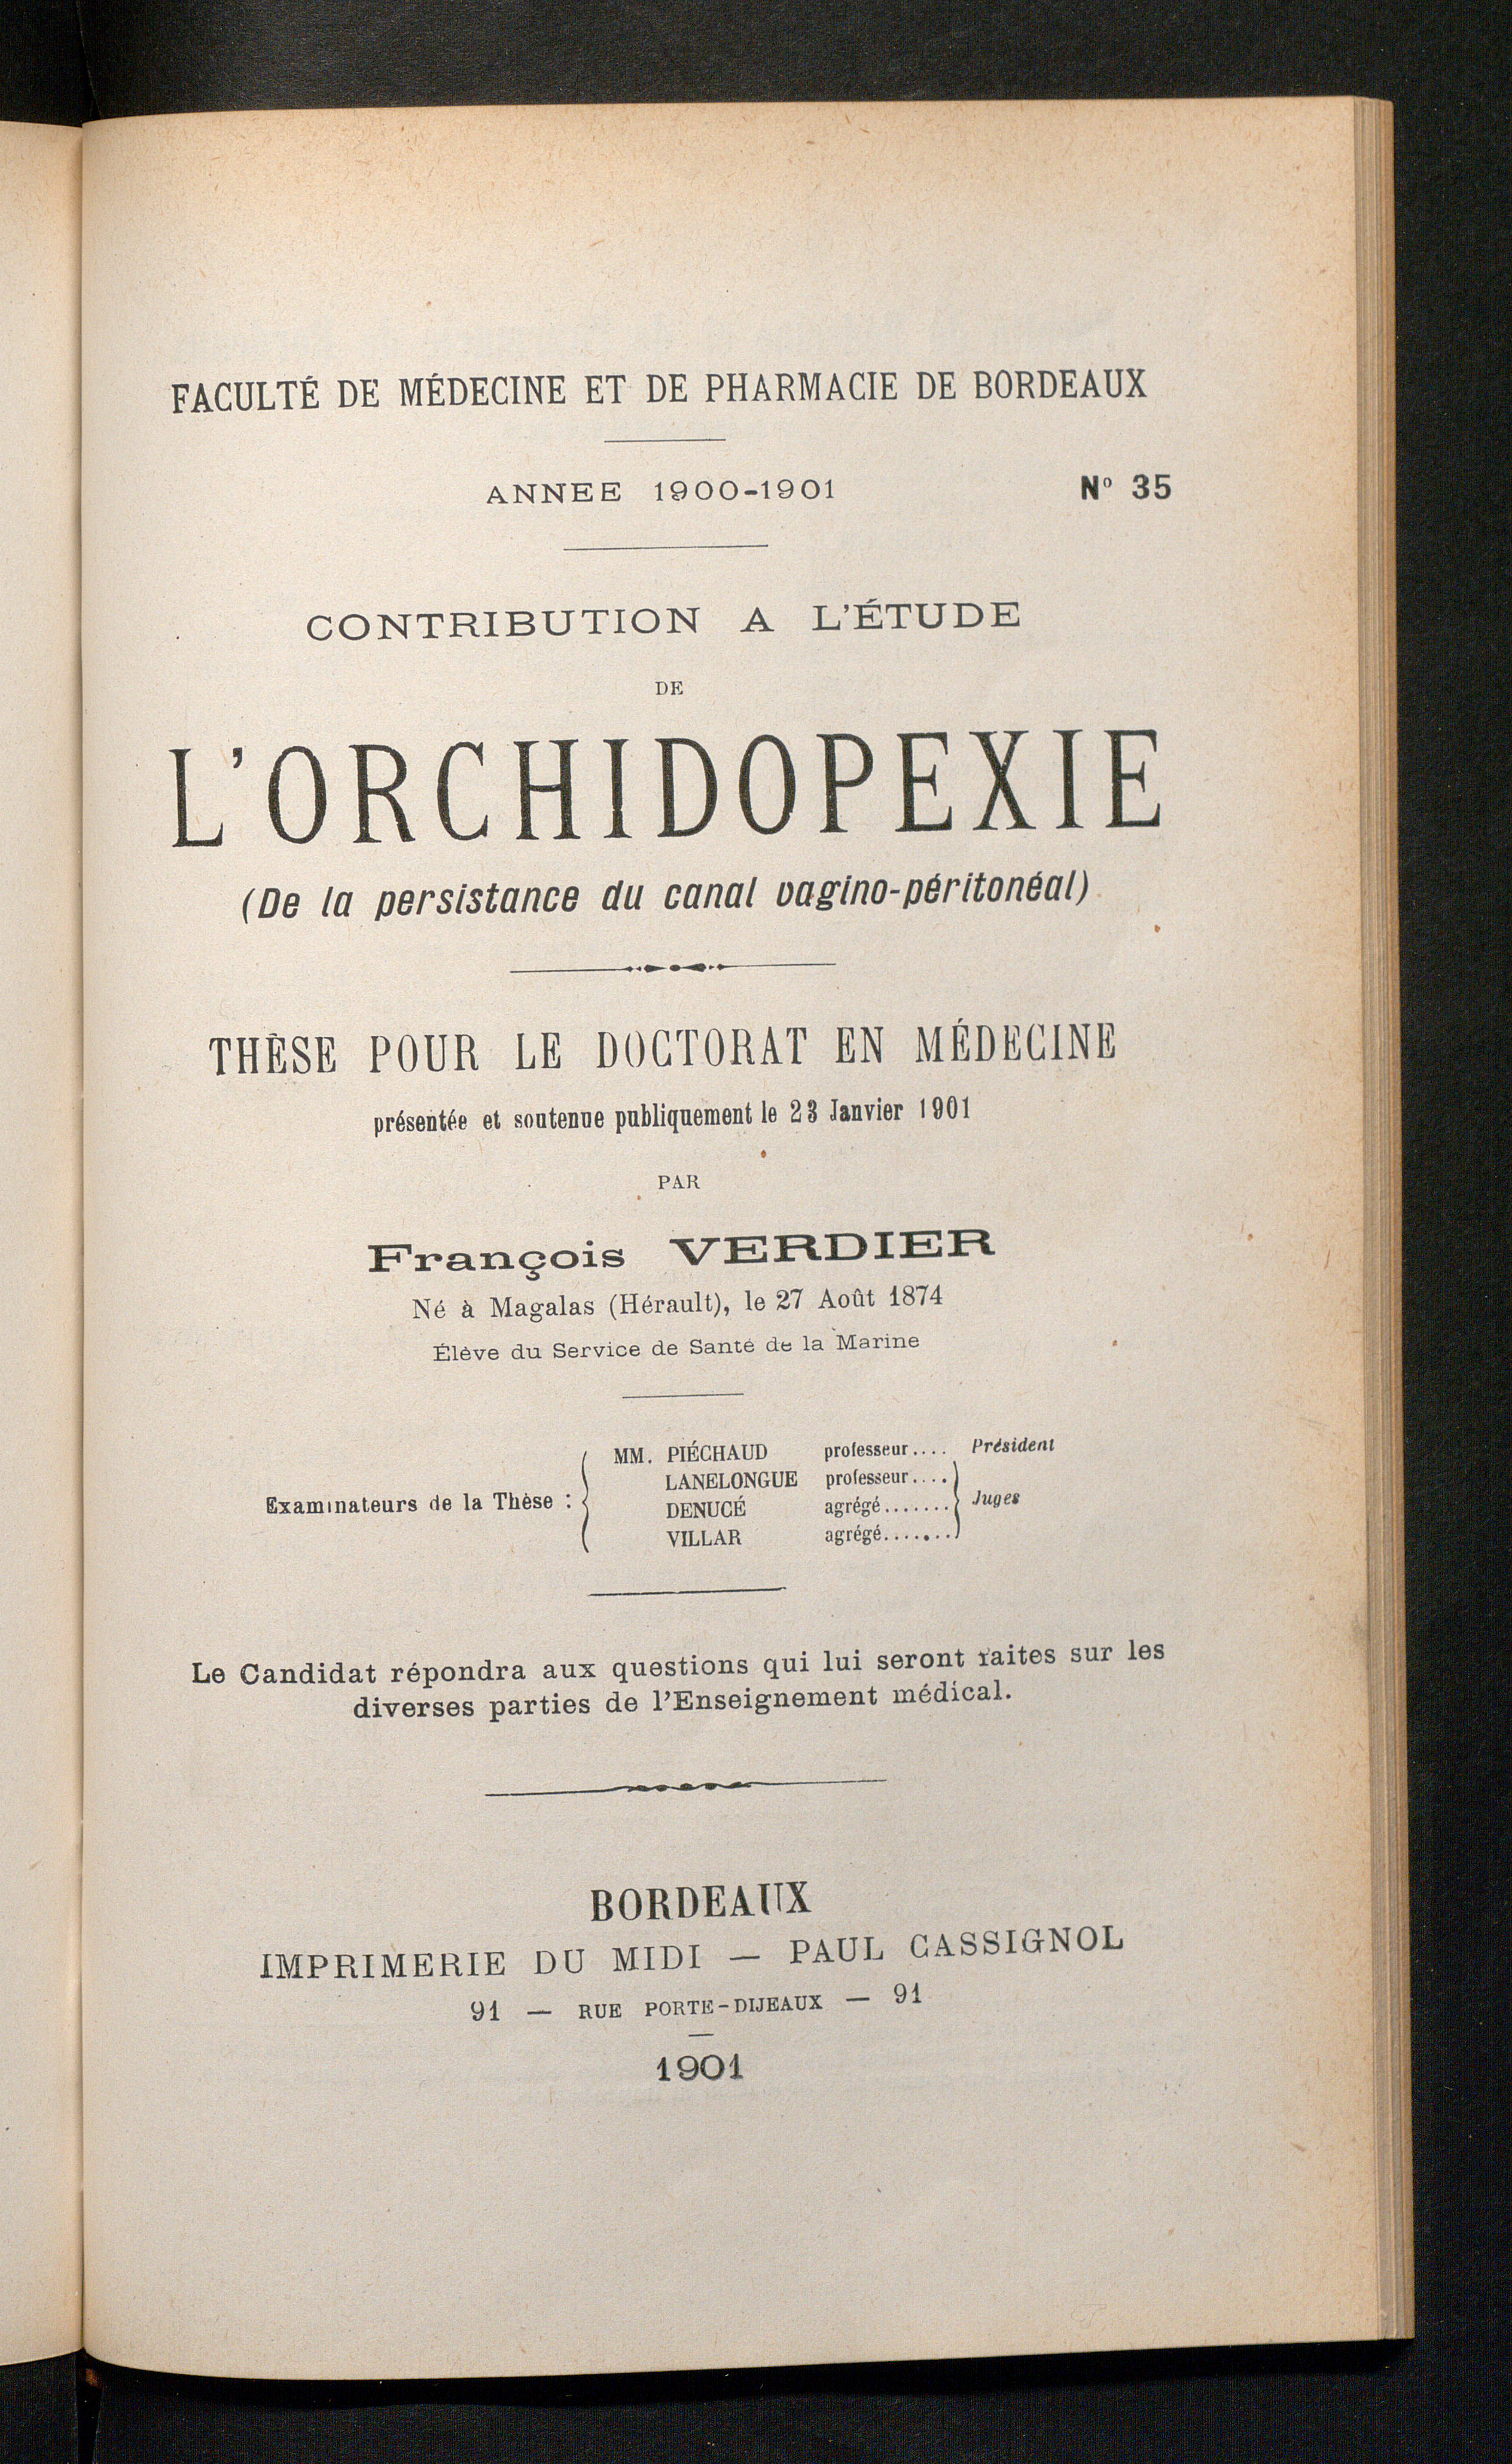 FACULTÉ DE MÉDECINE ET DE PHARMACIE DE BORDEAUX
ANNEE 1900-1901 Nº 35
CONTRIBUTION A L'ÉTUDE
DE
L'ORCHIDOPEXIE
(De la persistance du canal vagino-péritonéal)
THÈSE POUR LE DOCTORAT EN MÉDECINE
présentée et soutenue publiquement le 23 Janvier 1901
PAR
François VERDIER
Né à Magalas (Hérault), le 27 Août 1874
Élève du Service de Santé de la Marine
MM. PIÉCHAUD professeur.... Président
LANELONGUE professeur....
Examinateurs de la Thèse : DENUCÉ agrégé....... Juges
VILLAR agrégé.......
Le Candidat répondra aux questions qui lui seront faites sur les
diverses parties de l'Enseignement médical.
BORDEAUX
IMPRIMERIE DU MIDI — PAUL CASSIGNOL
91 — RUE PORTE-DIJEAUX — 91
1901